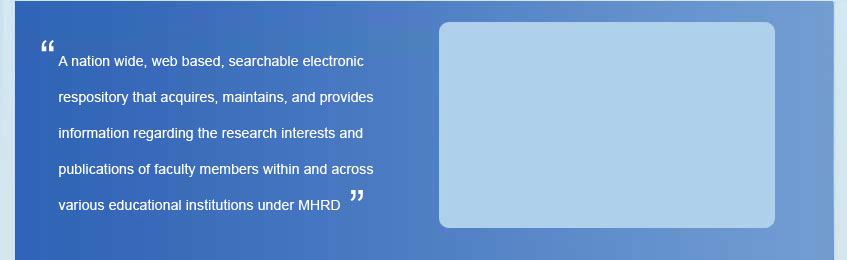 “ A nation wide, web based, searchable electronic
respository that acquires, maintains, and provides
information regarding the research interests and
publications of faculty members within and across
various educational institutions under MHRD ”